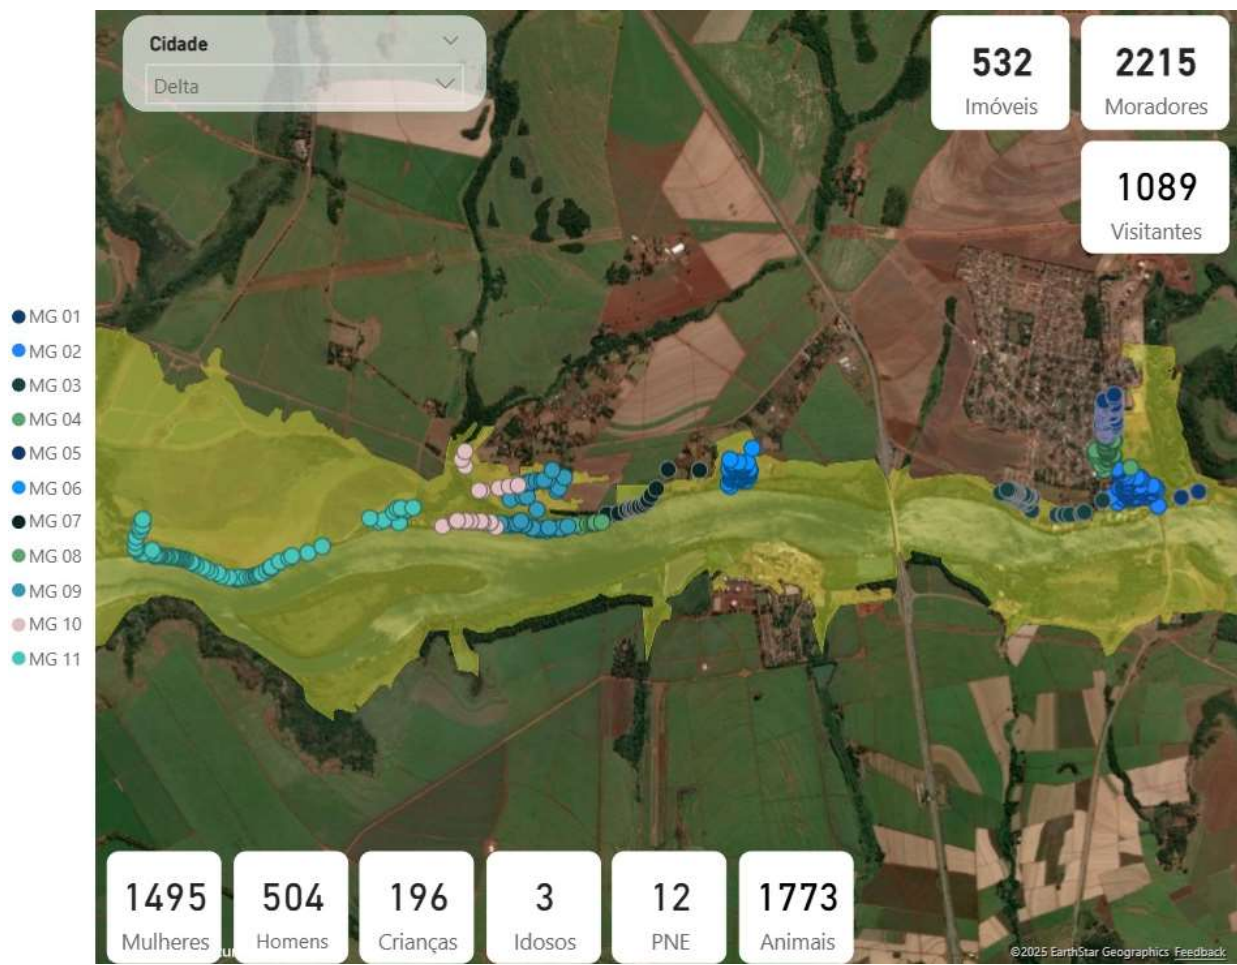 Cidade
Delta
532
Imóveis
2215
Moradores
1089
Visitantes
MG 01
MG 02
MG 03
MG 04
MG 05
MG 06
MG 07
MG 08
MG 09
MG 10
MG 11
1495
Mulheres
504
Homens
196
Crianças
3
Idosos
12
PNE
1773
Animais
©2025 EarthStar Geographics Feedback